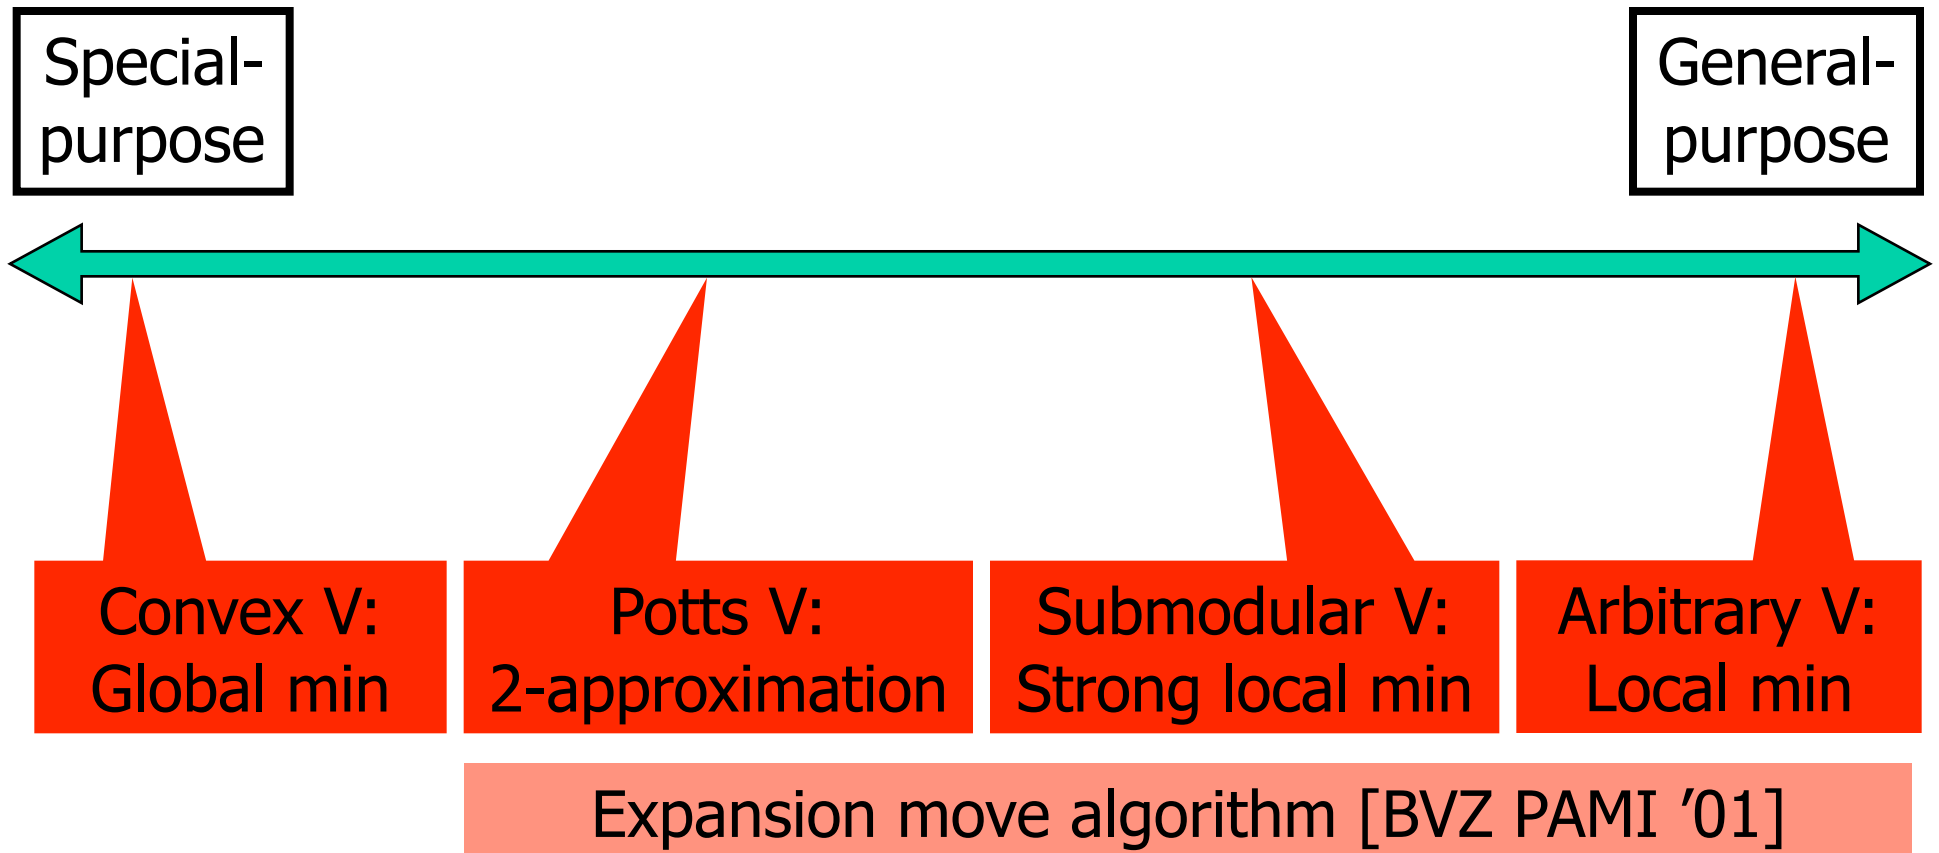 Special-
purpose
General-
purpose
Convex V:
Global min
Potts V:
2-approximation
Submodular V:
Strong local min
Arbitrary V:
Local min
Expansion move algorithm [BVZ PAMI ’01]